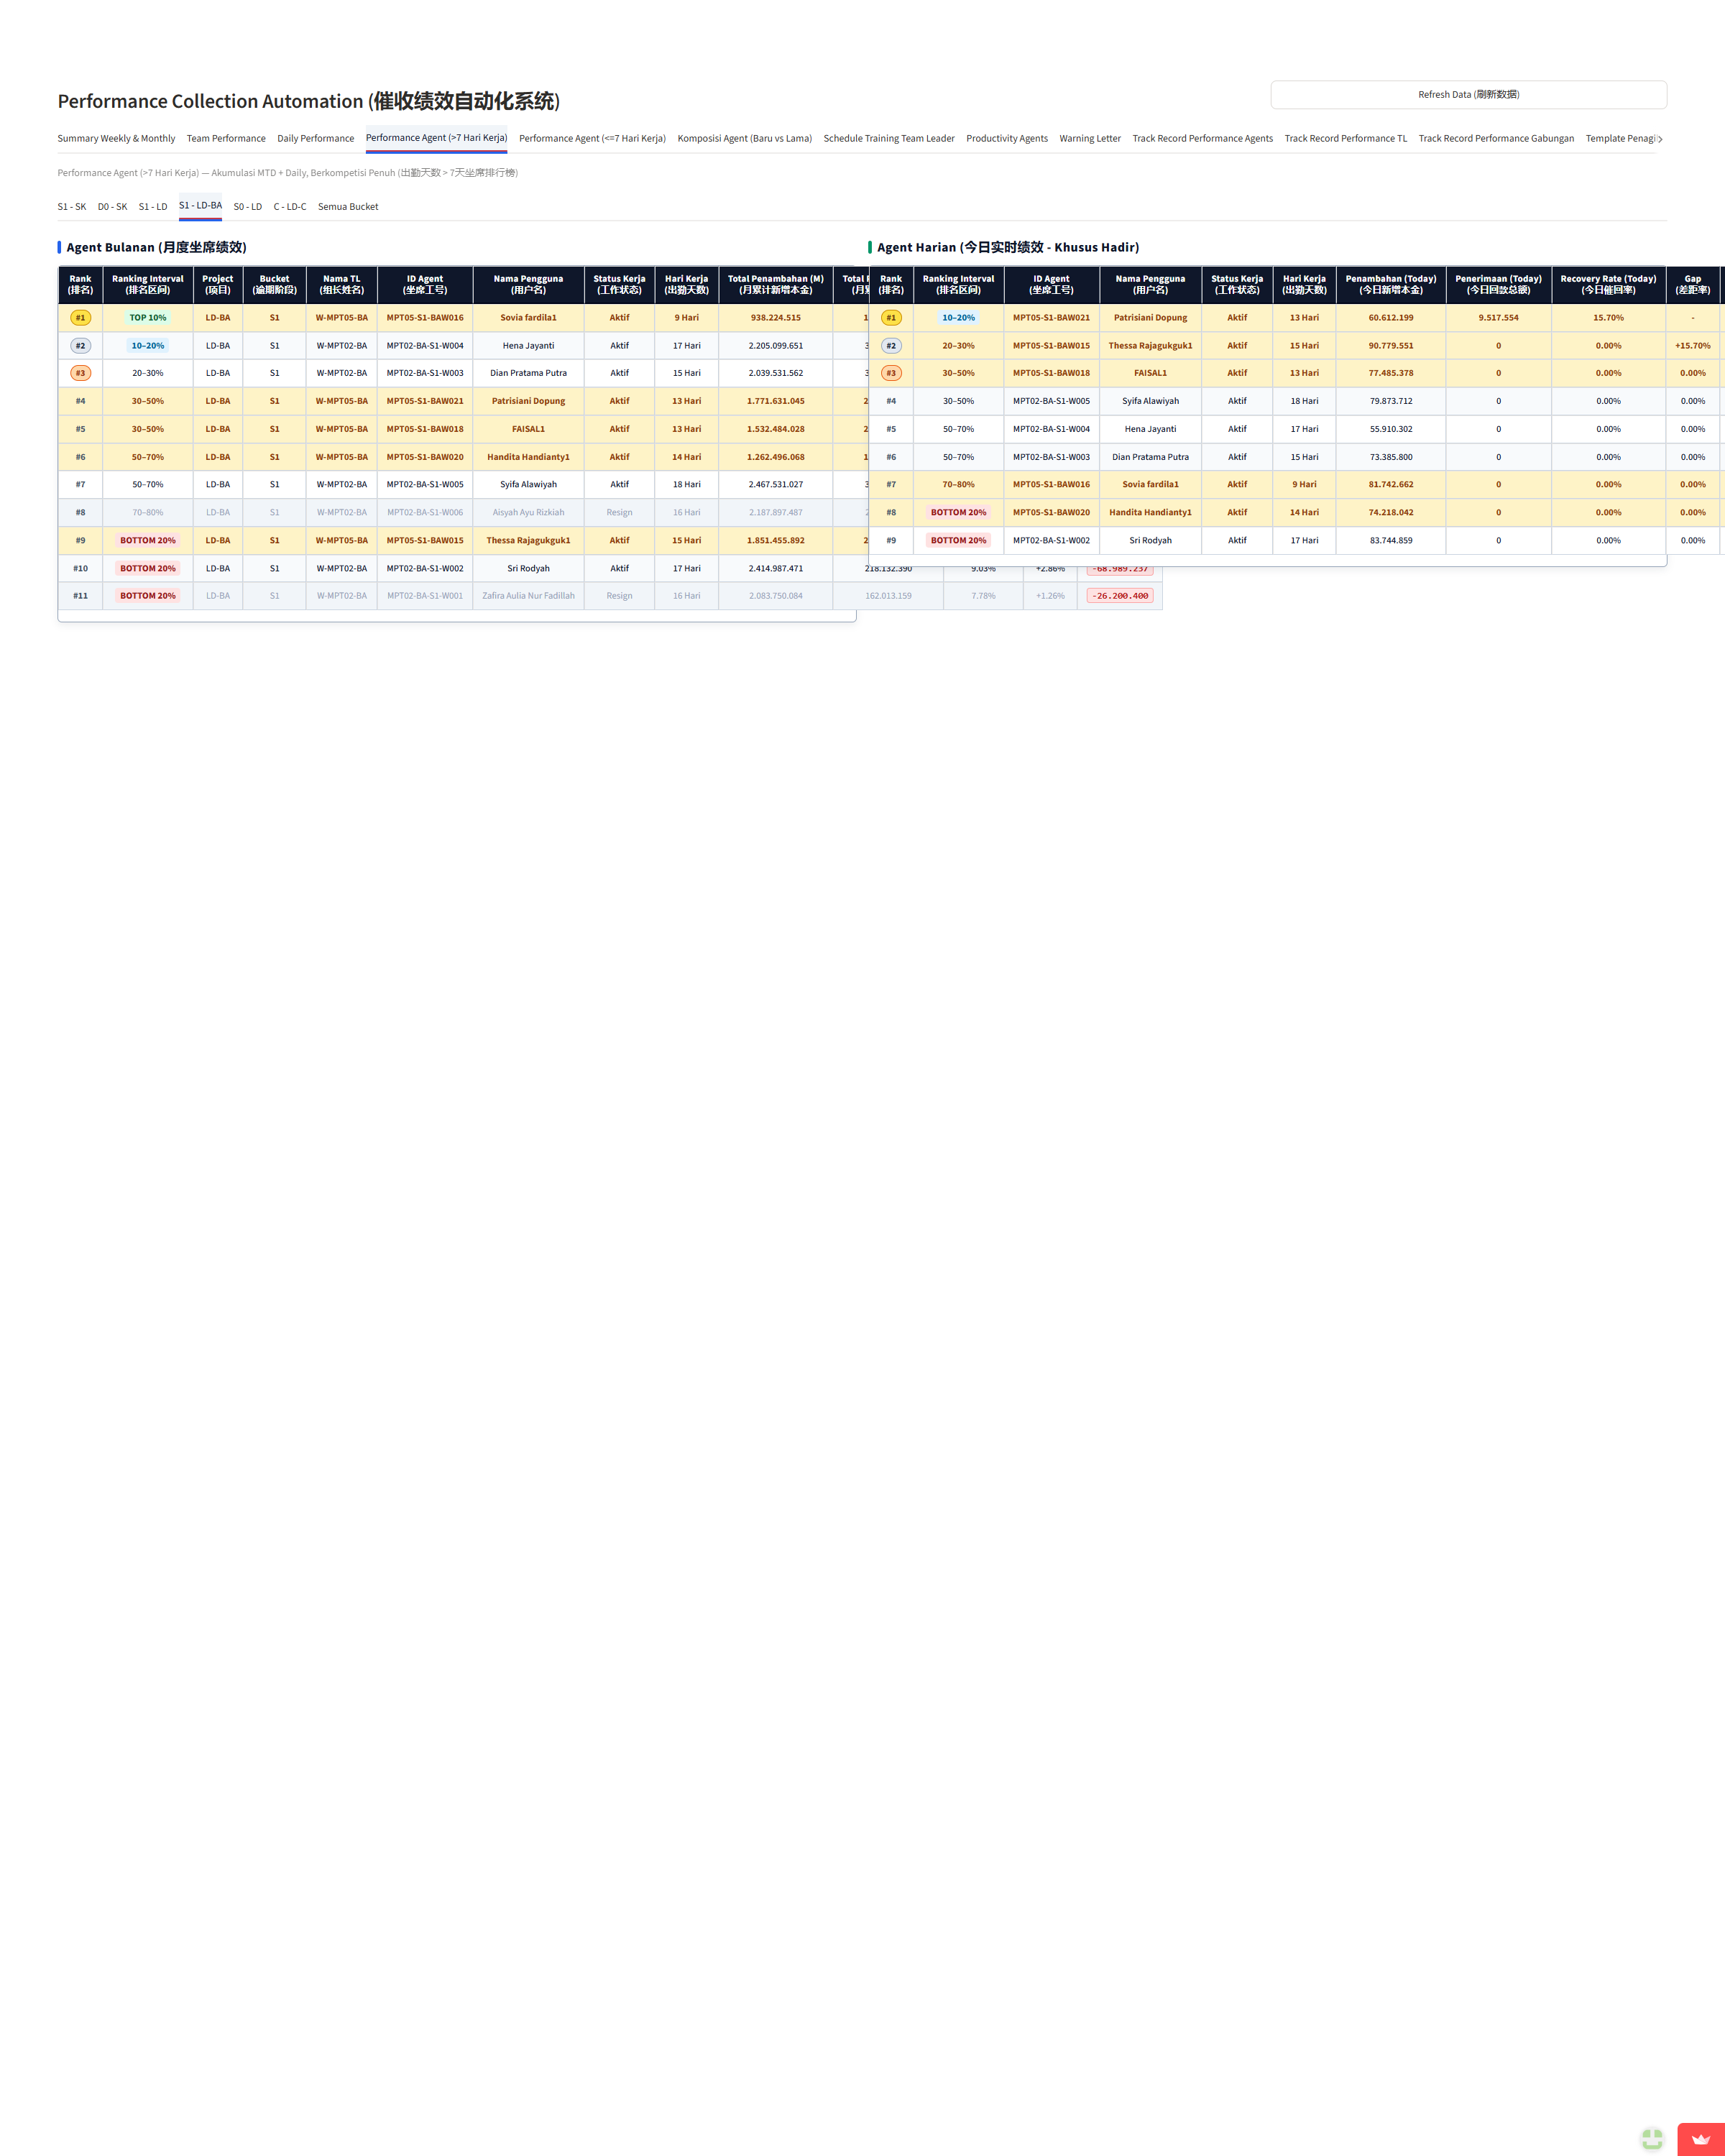 Performance Collection Automation (催收绩效自动化系统)
Refresh Data (刷新数据)
Summary Weekly & Monthly Team Performance Daily Performance Performance Agent (>7 Hari Kerja) Performance Agent (<=7 Hari Kerja) Komposisi Agent (Baru vs Lama) Schedule Training Team Leader Productivity Agents Warning Letter Track Record Performance Agents Track Record Performance TL Track Record Performance Gabungan Template Penagi
Performance Agent (>7 Hari Kerja) — Akumulasi MTD + Daily, Berkompetisi Penuh (出勤天数 > 7天坐席排行榜)
S1 - SK D0 - SK S1 - LD S1 - LD-BA S0 - LD C - LD-C Semua Bucket
Agent Bulanan (月度坐席绩效)
Rank Ranking Interval Project Bucket Nama TL ID Agent Nama Pengguna Status Kerja Hari Kerja Total Penambahan (M) Total
(排名) (排名区间) (项目) (逾期阶段) (组长姓名) (坐席工号) (用户名) (工作状态) (出勤天数) (月累计新增本金)
#1 TOP 10% LD-BA S1 W-MPT05-BA MPT05-S1-BAW016 Sovia fardila1 Aktif 9 Hari 938.224.515 1
#2 10–20% LD-BA S1 W-MPT02-BA MPT02-BA-S1-W004 Hena Jayanti Aktif 17 Hari 2.205.099.651 3
#3 20–30% LD-BA S1 W-MPT02-BA MPT02-BA-S1-W003 Dian Pratama Putra Aktif 15 Hari 2.039.531.562 3
#4 30–50% LD-BA S1 W-MPT05-BA MPT05-S1-BAW021 Patrisiani Dopung Aktif 13 Hari 1.771.631.045 2
#5 30–50% LD-BA S1 W-MPT05-BA MPT05-S1-BAW018 FAISAL1 Aktif 13 Hari 1.532.484.028 2
#6 50–70% LD-BA S1 W-MPT05-BA MPT05-S1-BAW020 Handita Handianty1 Aktif 14 Hari 1.262.496.068 1
#7 50–70% LD-BA S1 W-MPT02-BA MPT02-BA-S1-W005 Syifa Alawiyah Aktif 18 Hari 2.467.531.027 3
#8 70–80% LD-BA S1 W-MPT02-BA MPT02-BA-S1-W006 Aisyah Ayu Rizkiah Resign 16 Hari 2.187.897.487
#9 BOTTOM 20% LD-BA S1 W-MPT05-BA MPT05-S1-BAW015 Thessa Rajagukguk1 Aktif 15 Hari 1.851.455.892 2
#10 BOTTOM 20% LD-BA S1 W-MPT02-BA MPT02-BA-S1-W002 Sri Rodyah Aktif 17 Hari 2.414.987.471 218.132.390 9.03% +2.86% -68.989.237
#11 BOTTOM 20% LD-BA S1 W-MPT02-BA MPT02-BA-S1-W001 Zafira Aulia Nur Fadillah Resign 16 Hari 2.083.750.084 162.013.159 7.78% +1.26% -26.200.400
Agent Harian (今日实时绩效 - Khusus Hadir)
Rank Ranking Interval ID Agent Nama Pengguna Status Kerja Hari Kerja Penambahan (Today) Penerimaan (Today) Recovery Rate (Today) Gap
(排名) (排名区间) (坐席工号) (用户名) (工作状态) (出勤天数) (今日新增本金) (今日回款总额) (今日催回率) (差距率)
#1 10–20% MPT05-S1-BAW021 Patrisiani Dopung Aktif 13 Hari 60.612.199 9.517.554 15.70% -
#2 20–30% MPT05-S1-BAW015 Thessa Rajagukguk1 Aktif 15 Hari 90.779.551 0 0.00% +15.70%
#3 30–50% MPT05-S1-BAW018 FAISAL1 Aktif 13 Hari 77.485.378 0 0.00% 0.00%
#4 30–50% MPT02-BA-S1-W005 Syifa Alawiyah Aktif 18 Hari 79.873.712 0 0.00% 0.00%
#5 50–70% MPT02-BA-S1-W004 Hena Jayanti Aktif 17 Hari 55.910.302 0 0.00% 0.00%
#6 50–70% MPT02-BA-S1-W003 Dian Pratama Putra Aktif 15 Hari 73.385.800 0 0.00% 0.00%
#7 70–80% MPT05-S1-BAW016 Sovia fardila1 Aktif 9 Hari 81.742.662 0 0.00% 0.00%
#8 BOTTOM 20% MPT05-S1-BAW020 Handita Handianty1 Aktif 14 Hari 74.218.042 0 0.00% 0.00%
#9 BOTTOM 20% MPT02-BA-S1-W002 Sri Rodyah Aktif 17 Hari 83.744.859 0 0.00% 0.00%